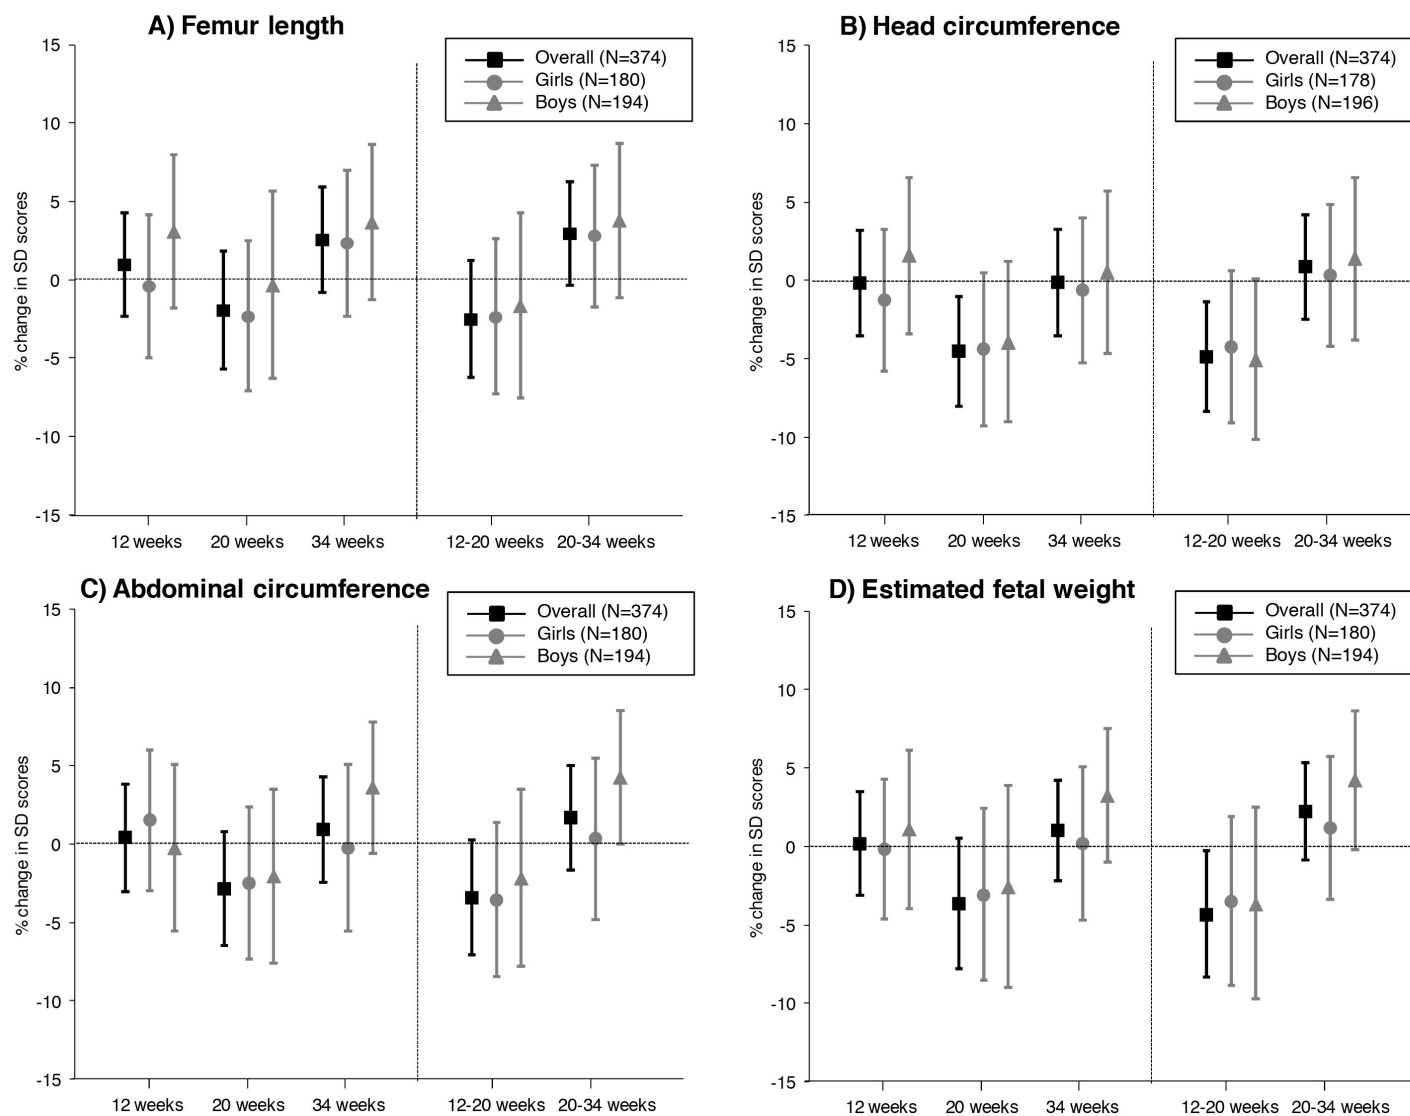 A) Femur length
Overall (N=374)
Girls (N=180)
Boys (N=194)
% change in SD scores
15
10
5
0
-5
-10
-15
12 weeks
20 weeks
34 weeks
12-20 weeks
20-34 weeks
B) Head circumference
Overall (N=374)
Girls (N=178)
Boys (N=196)
% change in SD scores
15
10
5
0
-5
-10
-15
12 weeks
20 weeks
34 weeks
12-20 weeks
20-34 weeks
C) Abdominal circumference
Overall (N=374)
Girls (N=180)
Boys (N=194)
% change in SD scores
15
10
5
0
-5
-10
-15
12 weeks
20 weeks
34 weeks
12-20 weeks
20-34 weeks
D) Estimated fetal weight
Overall (N=374)
Girls (N=180)
Boys (N=194)
% change in SD scores
15
10
5
0
-5
-10
-15
12 weeks
20 weeks
34 weeks
12-20 weeks
20-34 weeks